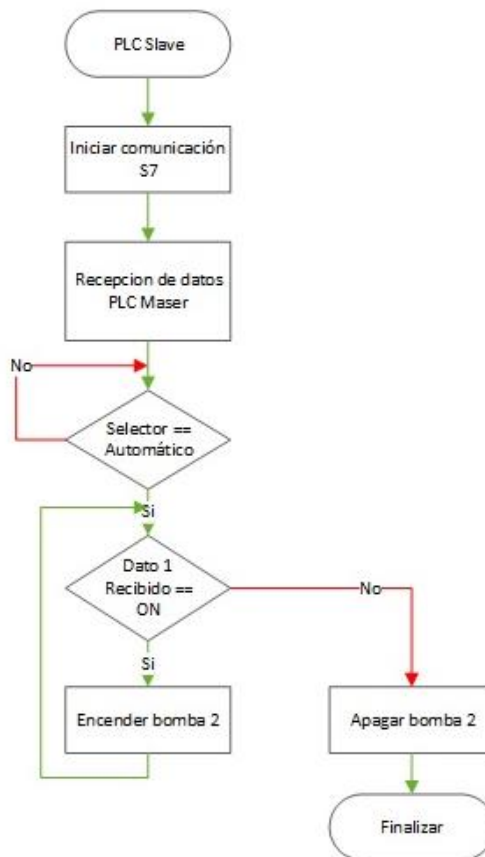 PLC Slave
Iniciar comunicación
S7
Recepcion de datos
PLC Maser
No
Selector ==
Automático
Si
Dato 1
Recibido ==
ON
No
Si
Encender bomba 2
Apagar bomba 2
Finalizar